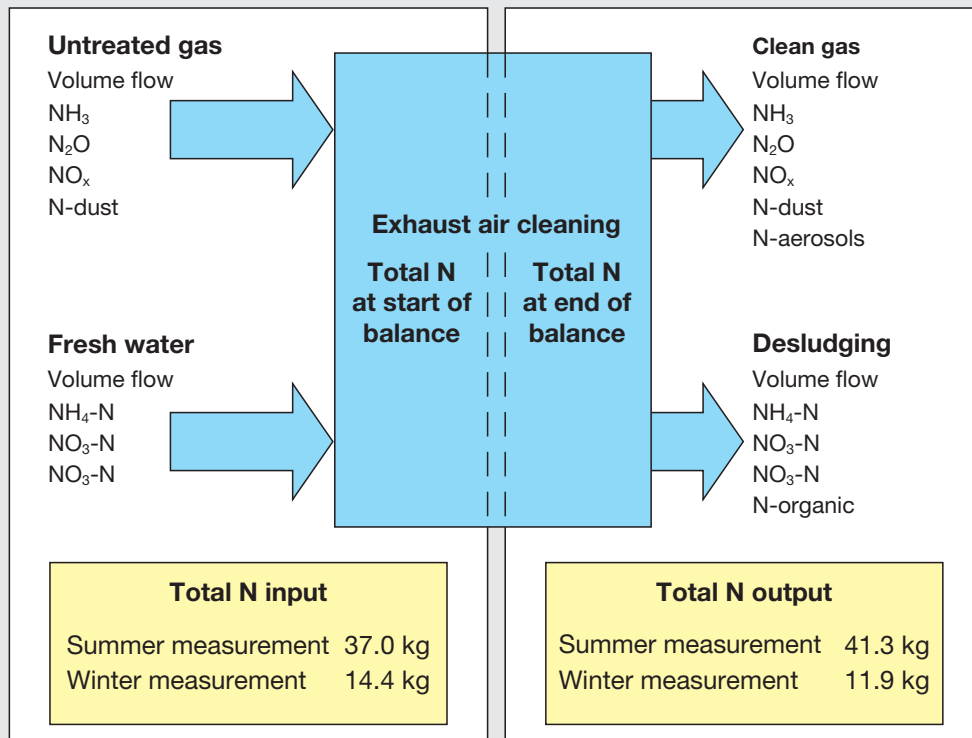 Untreated gas
Volume flow
NH₃
N₂O
NOₓ
N-dust
Fresh water
Volume flow
NH₄-N
NO₃-N
NO₃-N
Exhaust air cleaning
Total N
at start of
balance
Total N
at end of
balance
Clean gas
Volume flow
NH₃
N₂O
NOₓ
N-dust
N-aerosols
Desludging
Volume flow
NH₄-N
NO₃-N
NO₃-N
N-organic
Total N input
Summer measurement 37.0 kg
Winter measurement 14.4 kg
Total N output
Summer measurement 41.3 kg
Winter measurement 11.9 kg